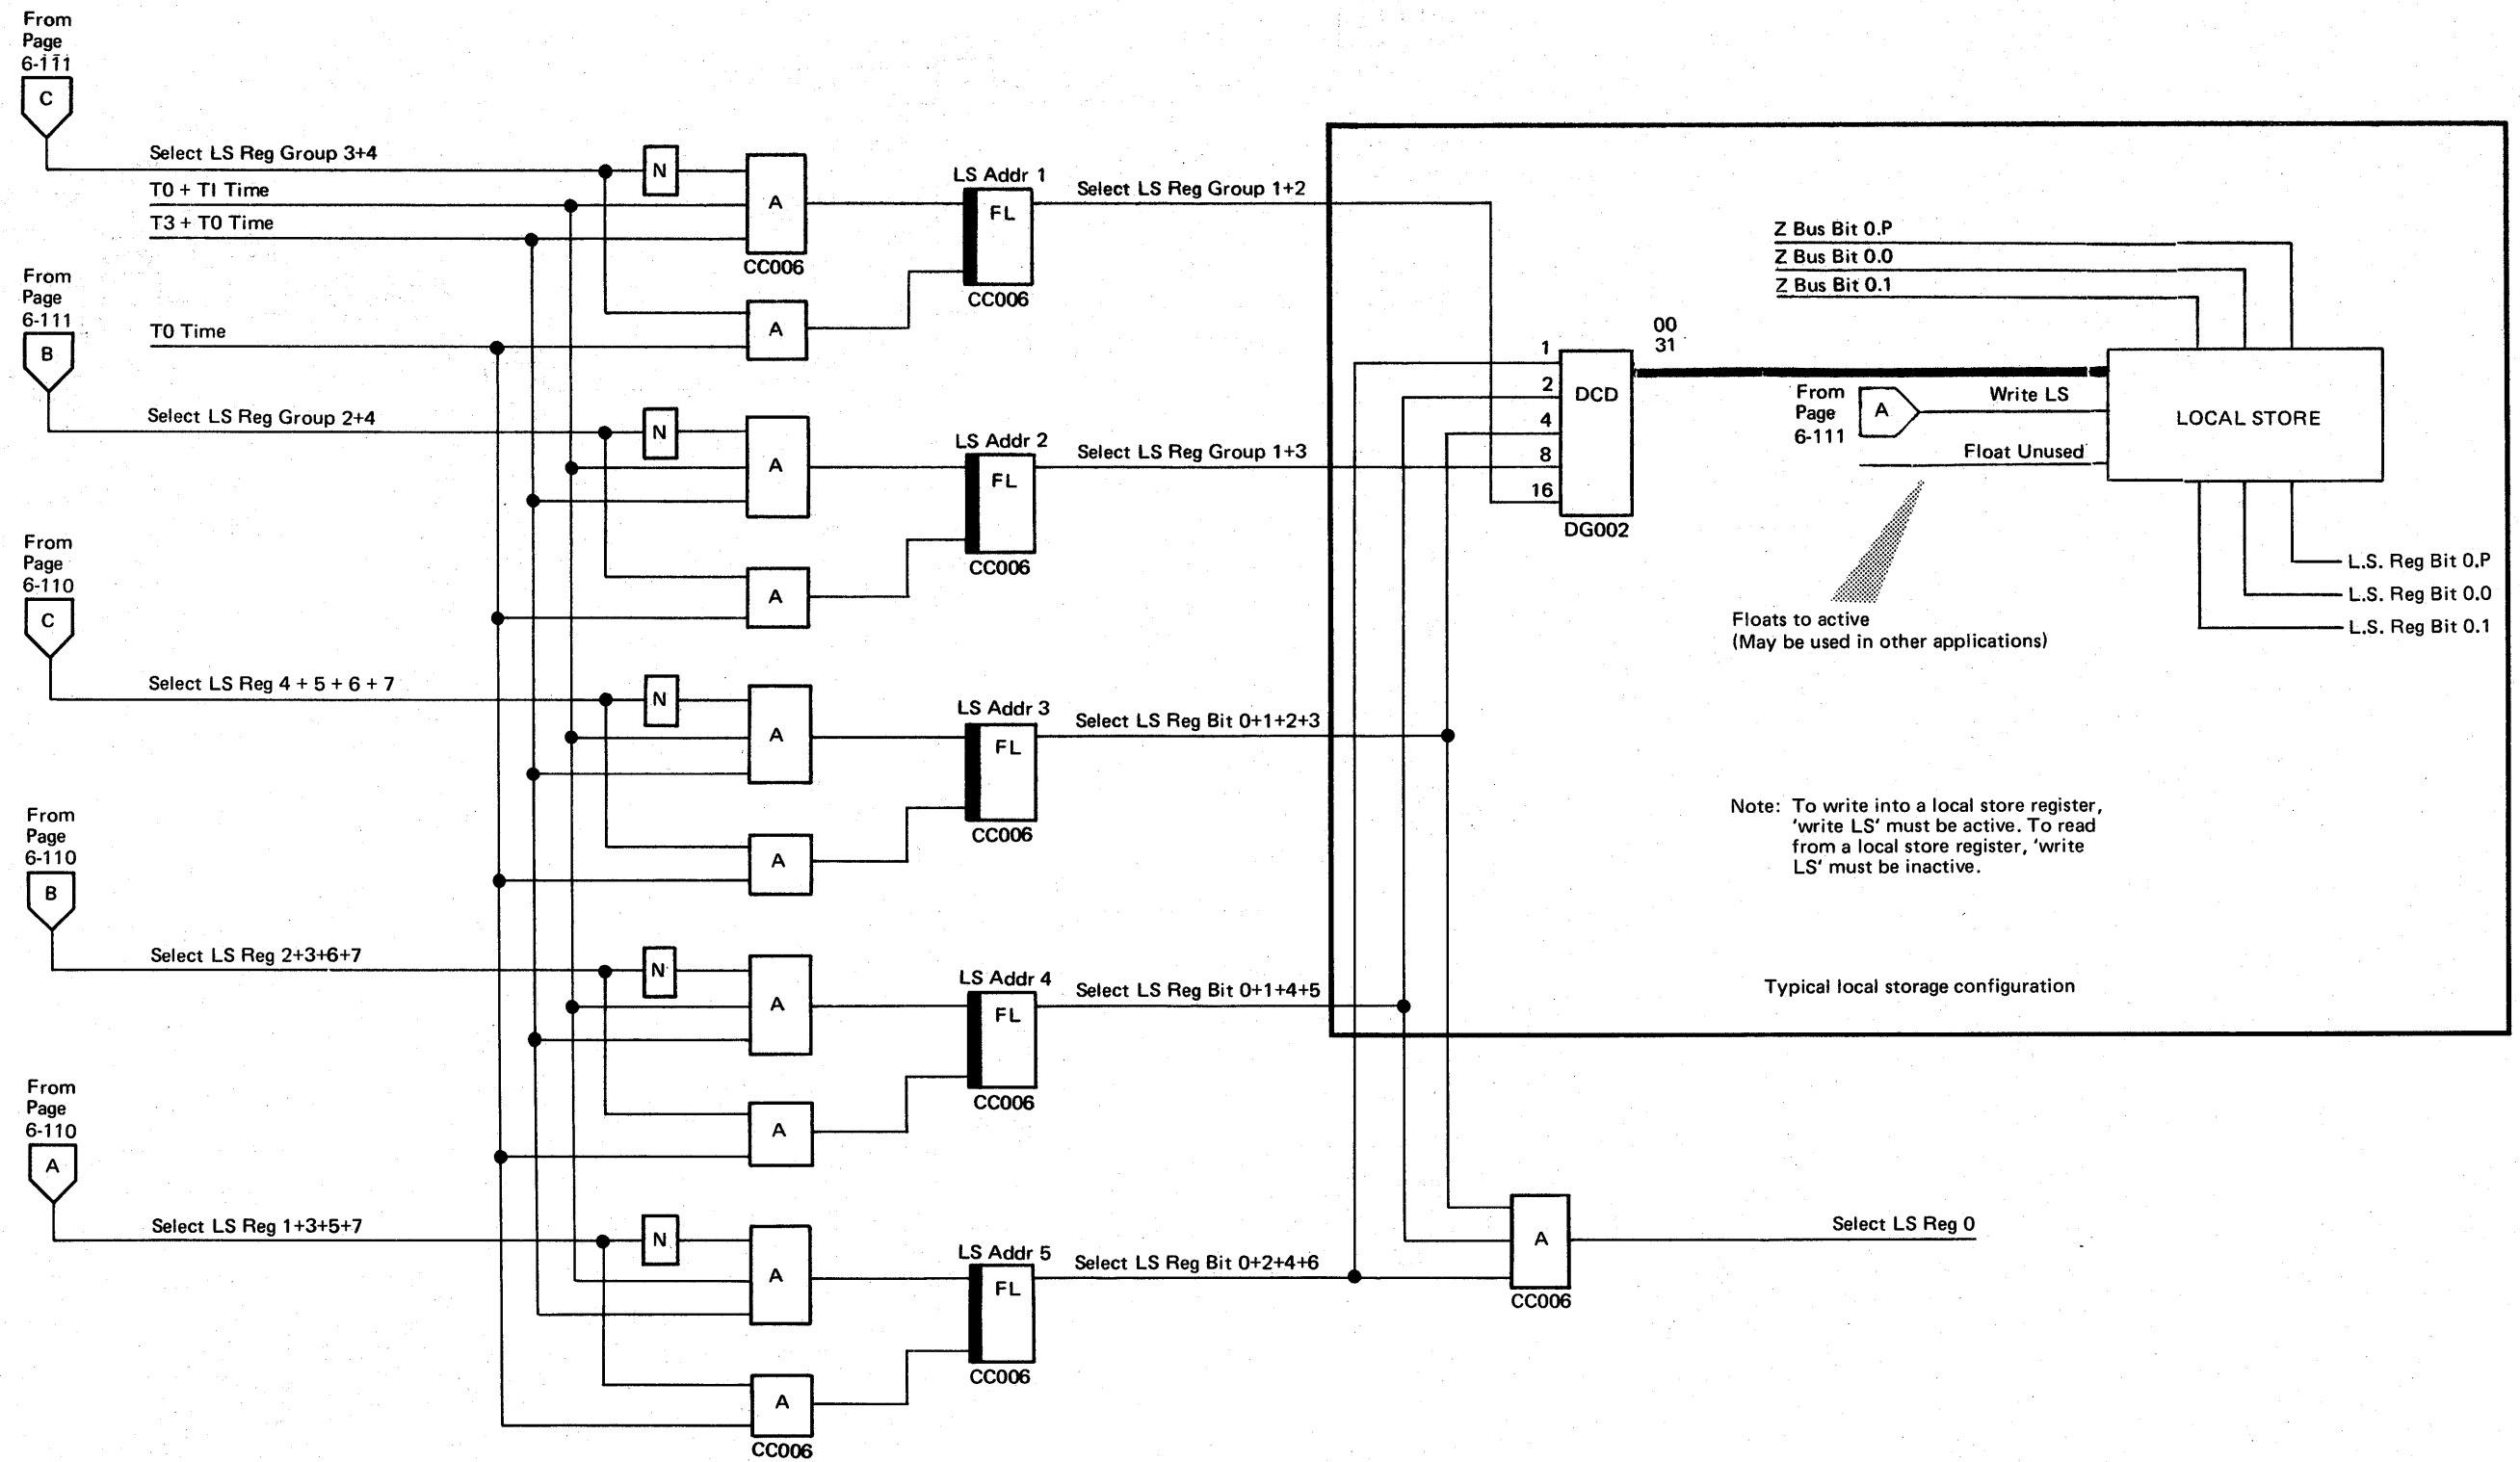 From
Page
6-111
C
Select LS Reg Group 3+4
T0 + T1 Time
T3 + T0 Time
N
A
CC006
A
LS Addr 1
FL
CC006
Select LS Reg Group 1+2
From
Page
6-111
B
T0 Time
Select LS Reg Group 2+4
N
A
A
LS Addr 2
FL
CC006
Select LS Reg Group 1+3
From
Page
6-110
C
Select LS Reg 4 + 5 + 6 + 7
N
A
A
LS Addr 3
FL
CC006
Select LS Reg Bit 0+1+2+3
From
Page
6-110
B
Select LS Reg 2+3+6+7
N
A
A
LS Addr 4
FL
CC006
Select LS Reg Bit 0+1+4+5
From
Page
6-110
A
Select LS Reg 1+3+5+7
N
A
A
CC006
LS Addr 5
FL
CC006
Select LS Reg Bit 0+2+4+6
A
CC006
Select LS Reg 0
1
2
4
8
16
DCD
DG002
00
31
Z Bus Bit 0.P
Z Bus Bit 0.0
Z Bus Bit 0.1
From
Page
6-111
A
Write LS
Float Unused
LOCAL STORE
L.S. Reg Bit 0.P
L.S. Reg Bit 0.0
L.S. Reg Bit 0.1
Floats to active
(May be used in other applications)
Note: To write into a local store register,
'write LS' must be active. To read
from a local store register, 'write
LS' must be inactive.
Typical local storage configuration